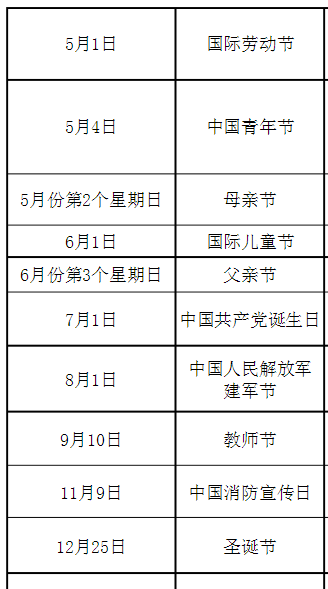 5月1日 国际劳动节
5月4日 中国青年节
5月份第2个星期日 母亲节
6月1日 国际儿童节
6月份第3个星期日 父亲节
7月1日 中国共产党诞生日
8月1日 中国人民解放军
建军节
9月10日 教师节
11月9日 中国消防宣传日
12月25日 圣诞节